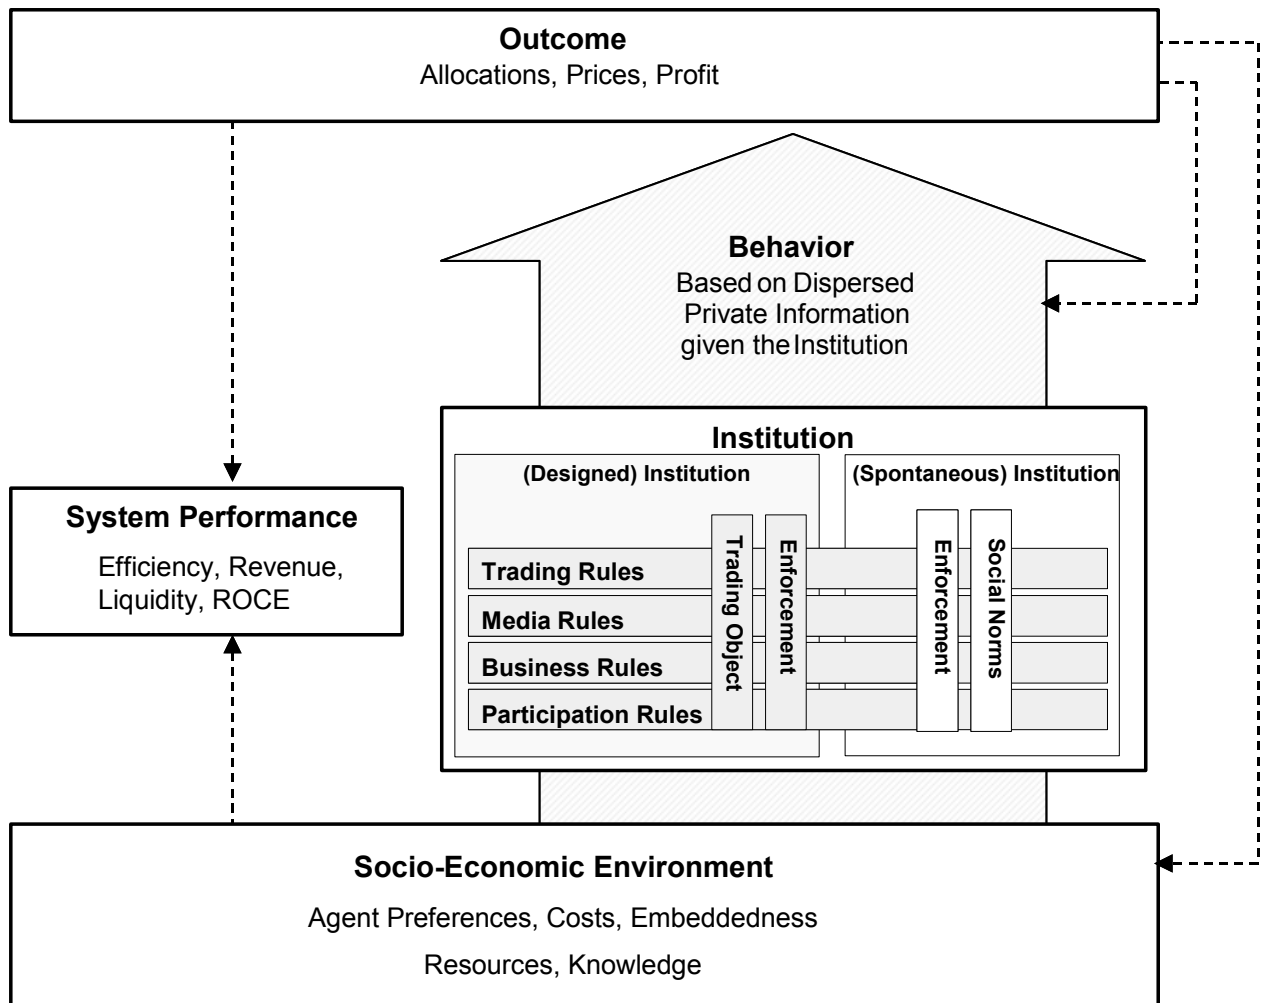 Outcome
Allocations, Prices, Profit
Behavior
Based on Dispersed
Private Information
given the Institution
Institution
(Designed) Institution
(Spontaneous) Institution
Trading Rules
Media Rules
Business Rules
Participation Rules
Trading Object
Enforcement
Enforcement
Social Norms
System Performance
Efficiency, Revenue,
Liquidity, ROCE
Socio-Economic Environment
Agent Preferences, Costs, Embeddedness
Resources, Knowledge